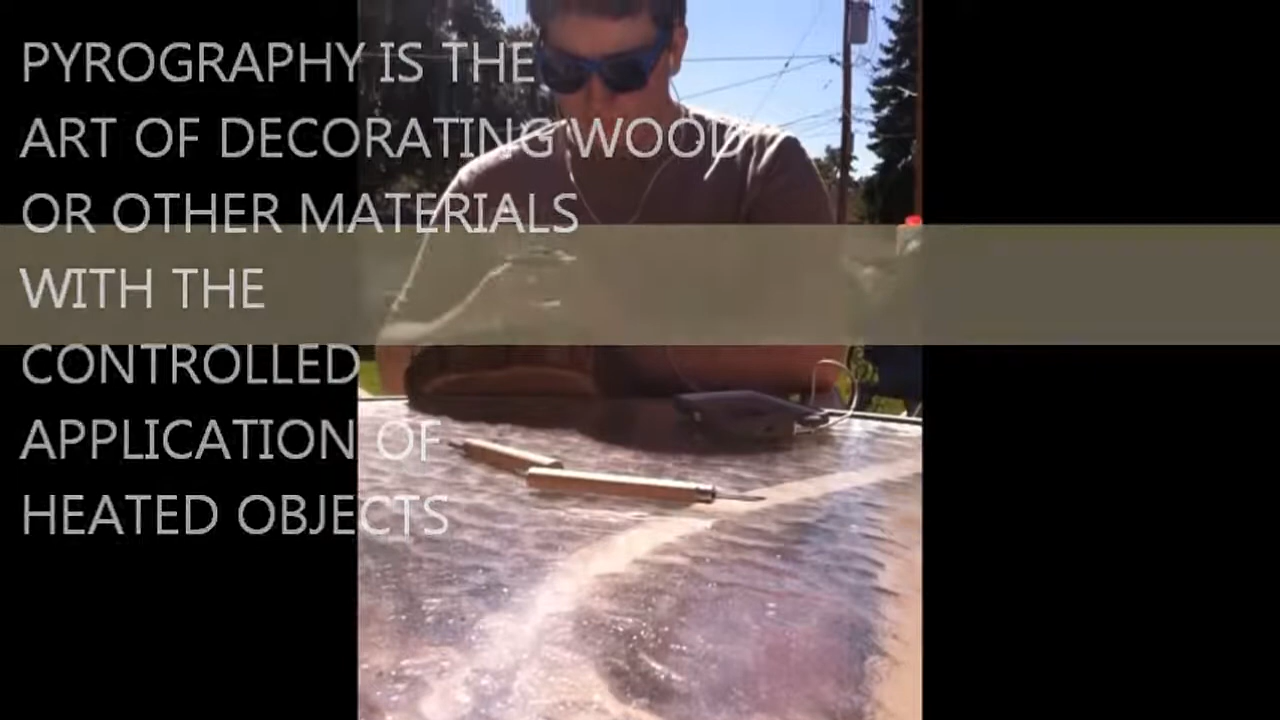 PYROGRAPHY IS THE
ART OF DECORATING WOOD
OR OTHER MATERIALS
WITH THE
CONTROLLED
APPLICATION OF
HEATED OBJECTS